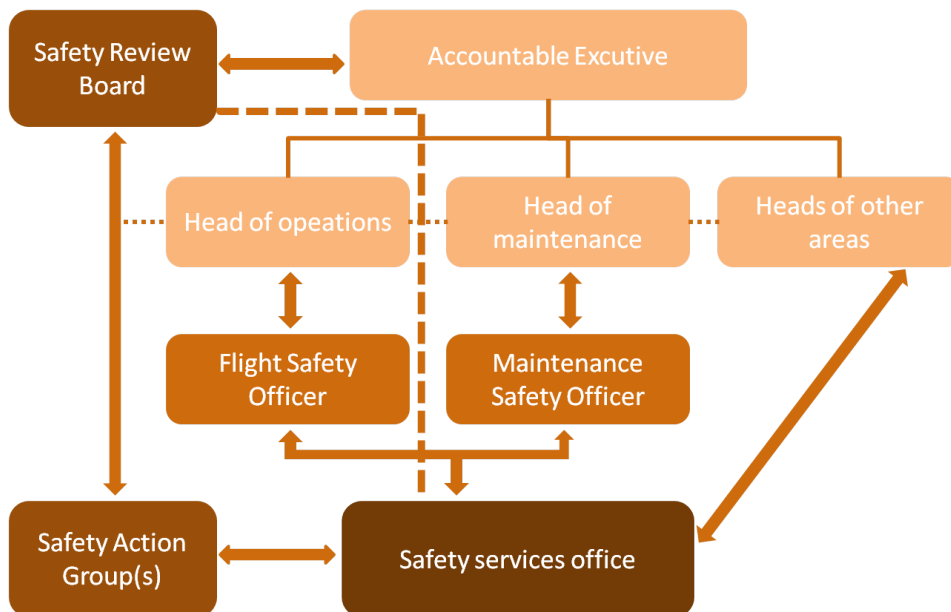 Safety Review
Board
Accountable Excutive
Head of opeations
Head of
maintenance
Heads of other
areas
Flight Safety
Officer
Maintenance
Safety Officer
Safety Action
Group(s)
Safety services office